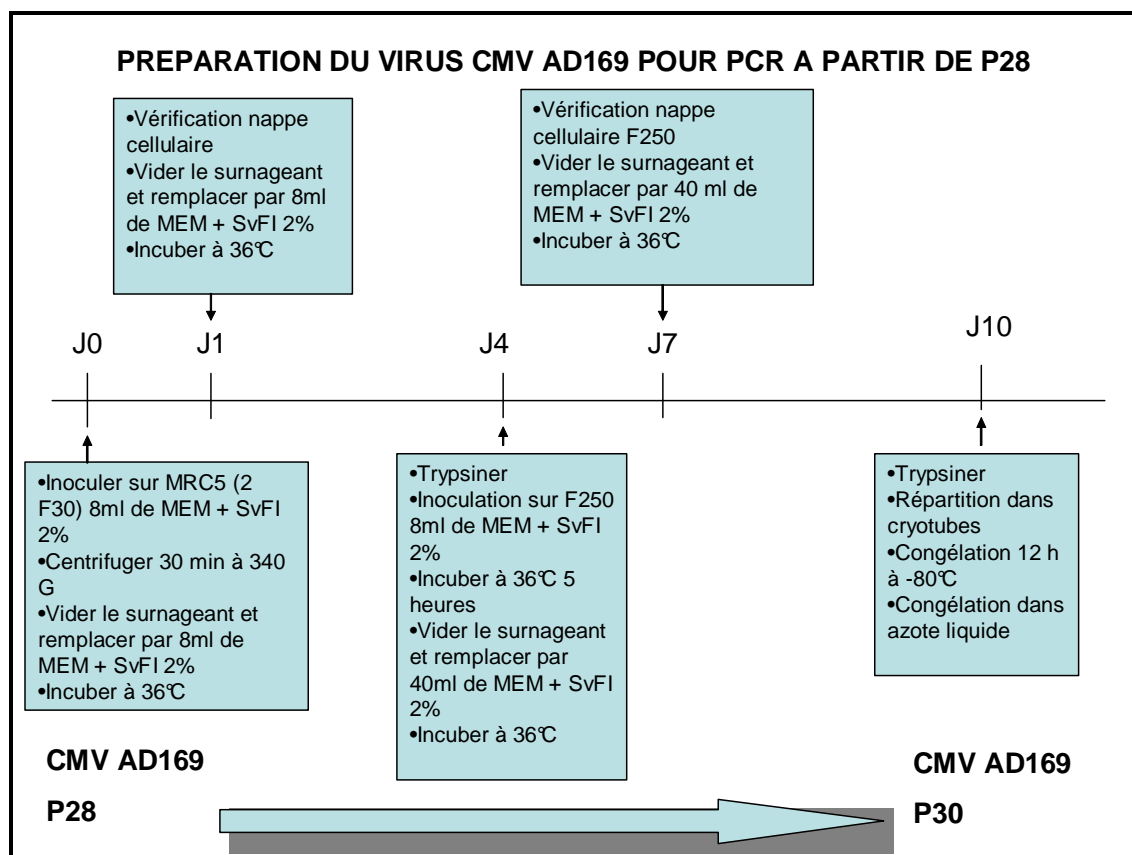 PREPARATION DU VIRUS CMV AD169 POUR PCR A PARTIR DE P28
•Vérification nappe
cellulaire
•Vider le surnageant
et remplacer par 8ml
de MEM + SvFI 2%
•Incuber à 36°C
•Vérification nappe
cellulaire F250
•Vider le surnageant et
remplacer par 40 ml de
MEM + SvFI 2%
•Incuber à 36°C
J0
J1
J4
J7
J10
•Inoculer sur MRC5 (2
F30) 8ml de MEM + SvFI
2%
•Centrifuger 30 min à 340
G
•Vider le surnageant et
remplacer par 8ml de
MEM + SvFI 2%
•Incuber à 36°C
•Trypsiner
•Inoculation sur F250
8ml de MEM + SvFI
2%
•Incuber à 36°C 5
heures
•Vider le surnageant
et remplacer par
40ml de MEM + SvFI
2%
•Incuber à 36°C
•Trypsiner
•Répartition dans
cryotubes
•Congélation 12 h
à -80°C
•Congélation dans
azote liquide
CMV AD169
P28
CMV AD169
P30